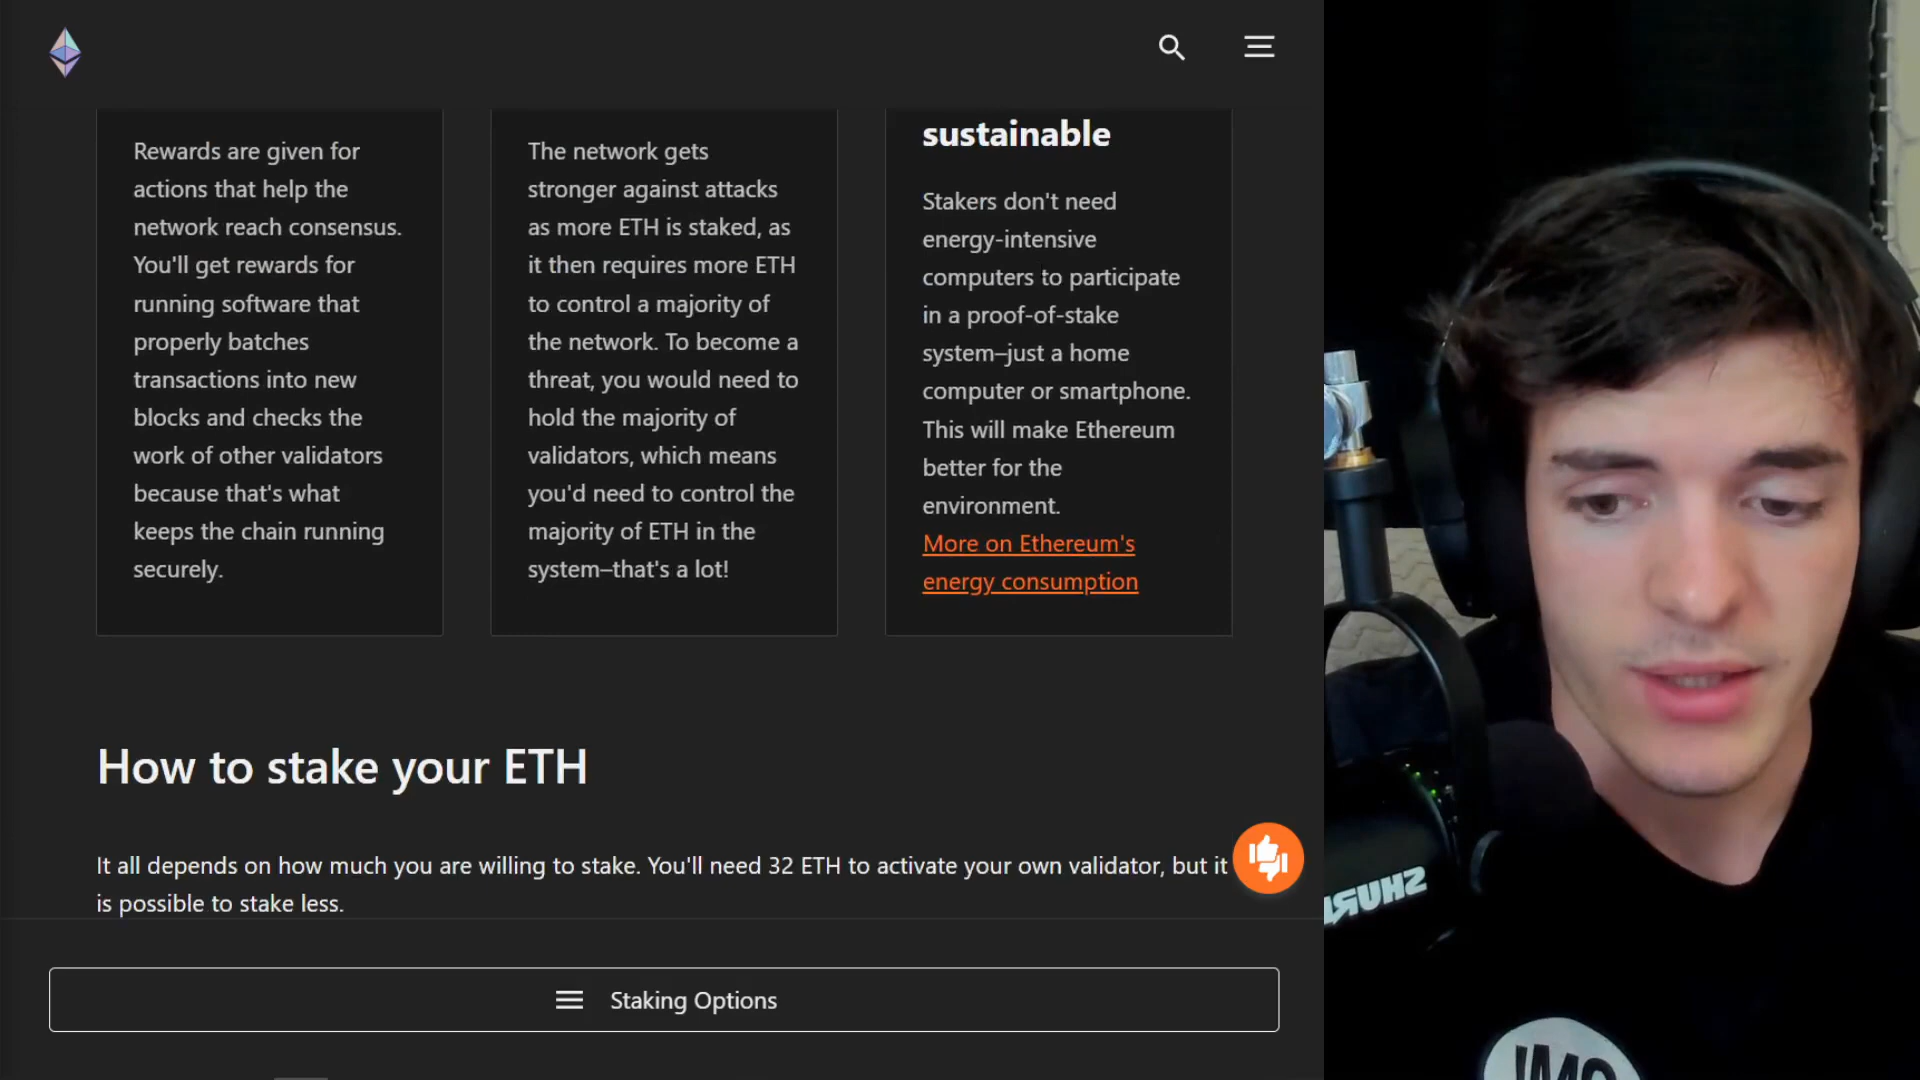 Rewards are given for
actions that help the
network reach consensus.
You'll get rewards for
running software that
properly batches
transactions into new
blocks and checks the
work of other validators
because that's what
keeps the chain running
securely.
The network gets
stronger against attacks
as more ETH is staked, as
it then requires more ETH
to control a majority of
the network. To become a
threat, you would need to
hold the majority of
validators, which means
you'd need to control the
majority of ETH in the
system–that's a lot!
sustainable
Stakers don't need
energy-intensive
computers to participate
in a proof-of-stake
system–just a home
computer or smartphone.
This will make Ethereum
better for the
environment.
More on Ethereum's
energy consumption
How to stake your ETH
It all depends on how much you are willing to stake. You'll need 32 ETH to activate your own validator, but it
is possible to stake less.
Staking Options